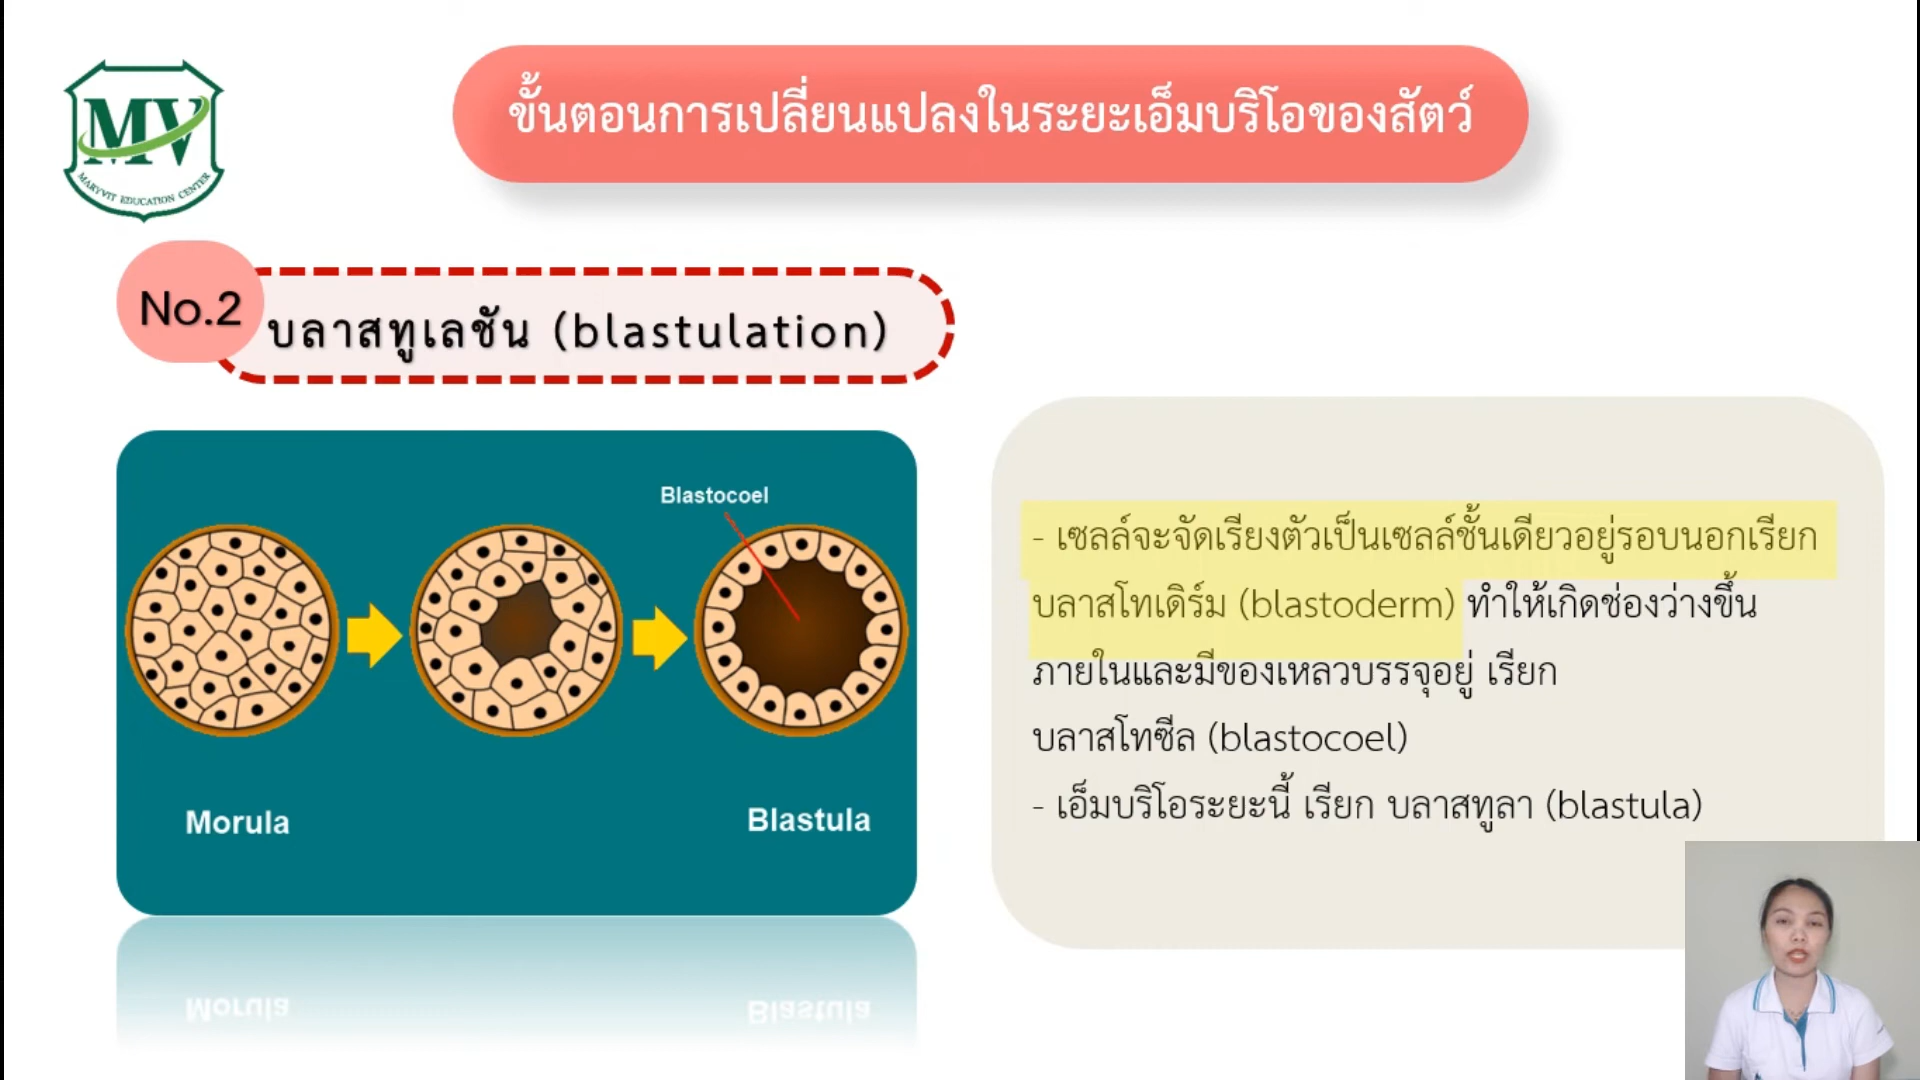 MV
MARYVIT EDUCATION CENTER
ขั้นตอนการเปลี่ยนแปลงในระยะเอ็มบริโอของสัตว์
No.2
บลาสทูเลชัน (blastulation)
Blastocoel
Morula
Blastula
- เซลล์จะจัดเรียงตัวเป็นเซลล์ชั้นเดียวอยู่รอบนอกเรียก
บลาสโทเดิร์ม (blastoderm) ทำให้เกิดช่องว่างขึ้น
ภายในและมีของเหลวบรรจุอยู่ เรียก
บลาสโทซีล (blastocoel)
- เอ็มบริโอระยะนี้ เรียก บลาสทูลา (blastula)